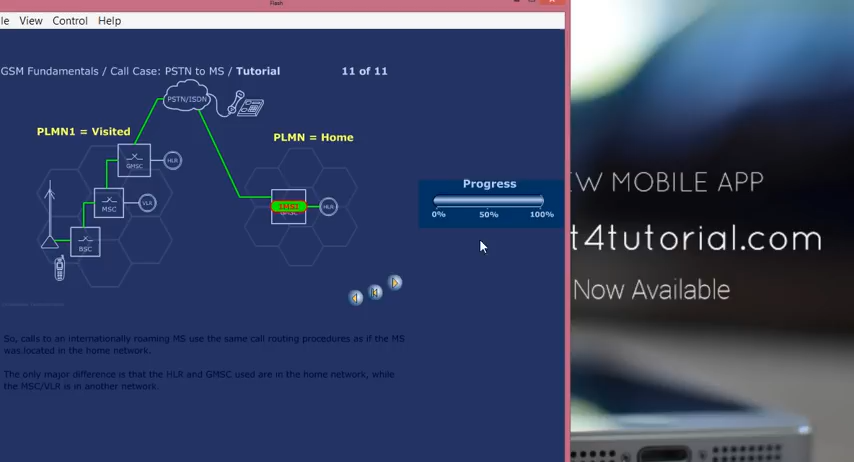 Flash
le View Control Help
GSM Fundamentals / Call Case: PSTN to MS / Tutorial 11 of 11
PSTN/ISDN
PLMN1 = Visited
PLMN = Home
GMSC
HLR
MSC
VLR
BSC
GMSC
HLR
Progress
0% 50% 100%
So, calls to an internationally roaming MS use the same call routing procedures as if the MS
was located in the home network.
The only major difference is that the HLR and GMSC used are in the home network, while
the MSC/VLR is in another network.
EW MOBILE APP
t4tutorial.com
Now Available